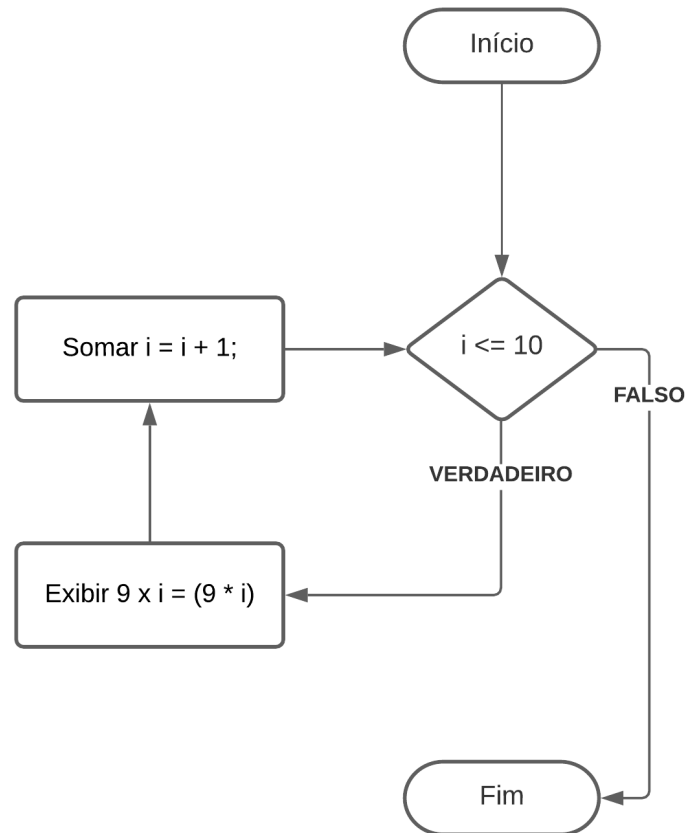 Início
i <= 10
Somar i = i + 1;
FALSO
VERDADEIRO
Exibir 9 x i = (9 * i)
Fim